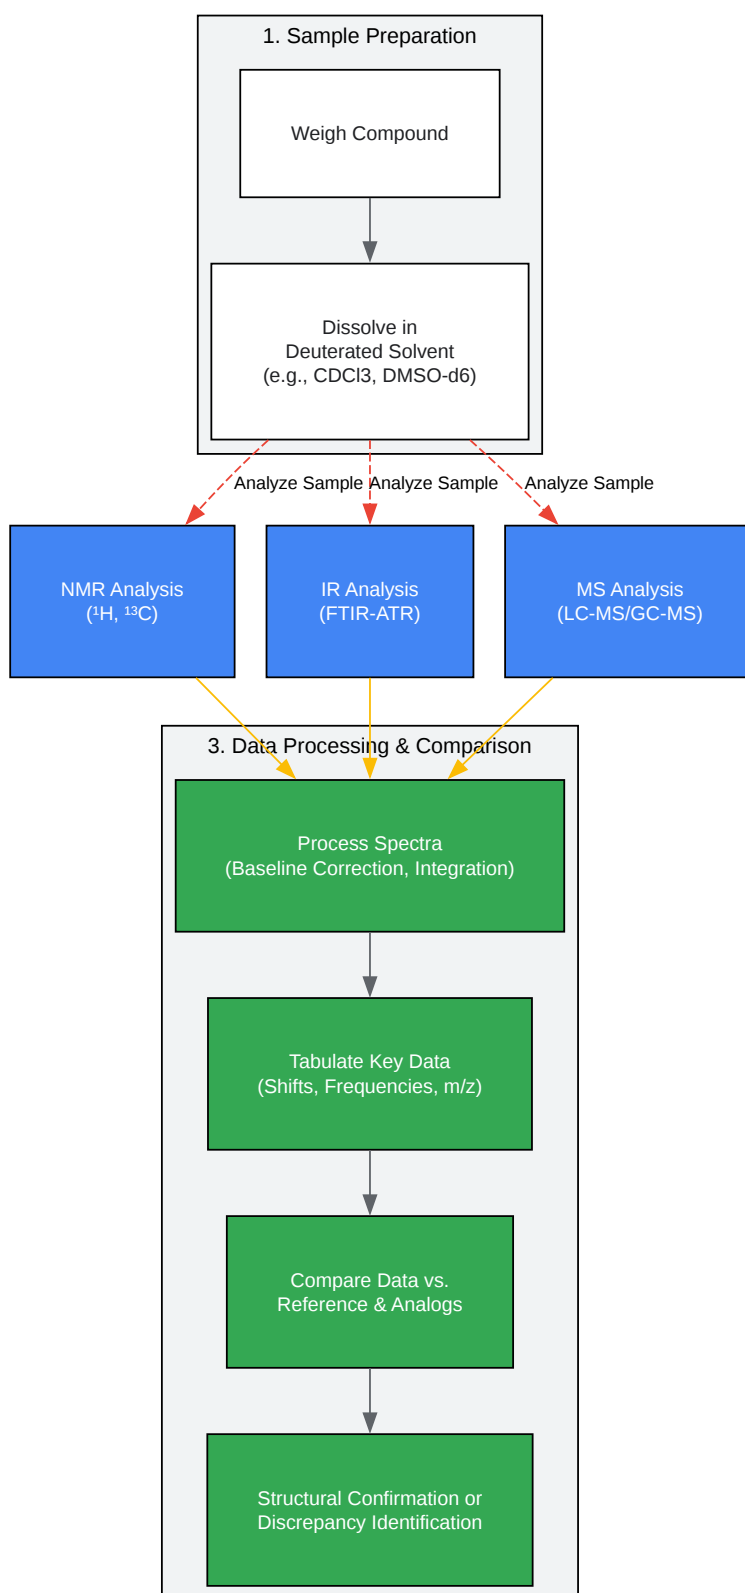 1. Sample Preparation
Weigh Compound
Dissolve in
Deuterated Solvent
(e.g., CDCl3, DMSO-d6)
Analyze Sample
Analyze Sample
Analyze Sample
NMR Analysis
(¹H, ¹³C)
IR Analysis
(FTIR-ATR)
MS Analysis
(LC-MS/GC-MS)
3. Data Processing & Comparison
Process Spectra
(Baseline Correction, Integration)
Tabulate Key Data
(Shifts, Frequencies, m/z)
Compare Data vs.
Reference & Analogs
Structural Confirmation or
Discrepancy Identification